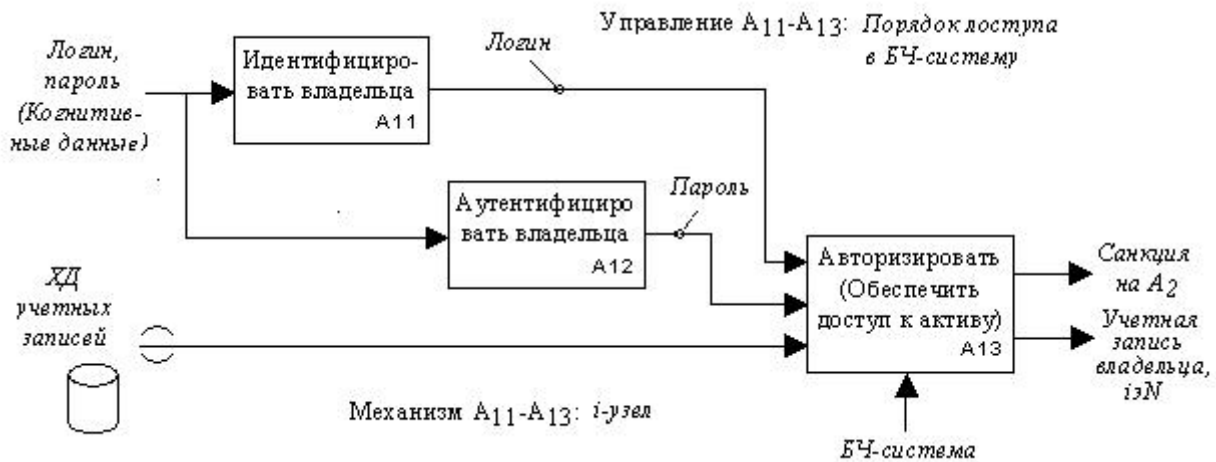 Управление А11-А13: Порядок лоступа
в БЧ-систему
Логин,
пароль
(Когнитив-
ные данные)
Идентифициро-
вать владельца
А11
Логин
Аутентифициро
вать владельца
А12
Пароль
ХД
учетных
записей
Авторизировать
(Обеспечить
доступ к активу)
А13
Санкция
на А2
Учетная
запись
владельца,
iэN
Механизм А11-А13: i-узел
БЧ-система